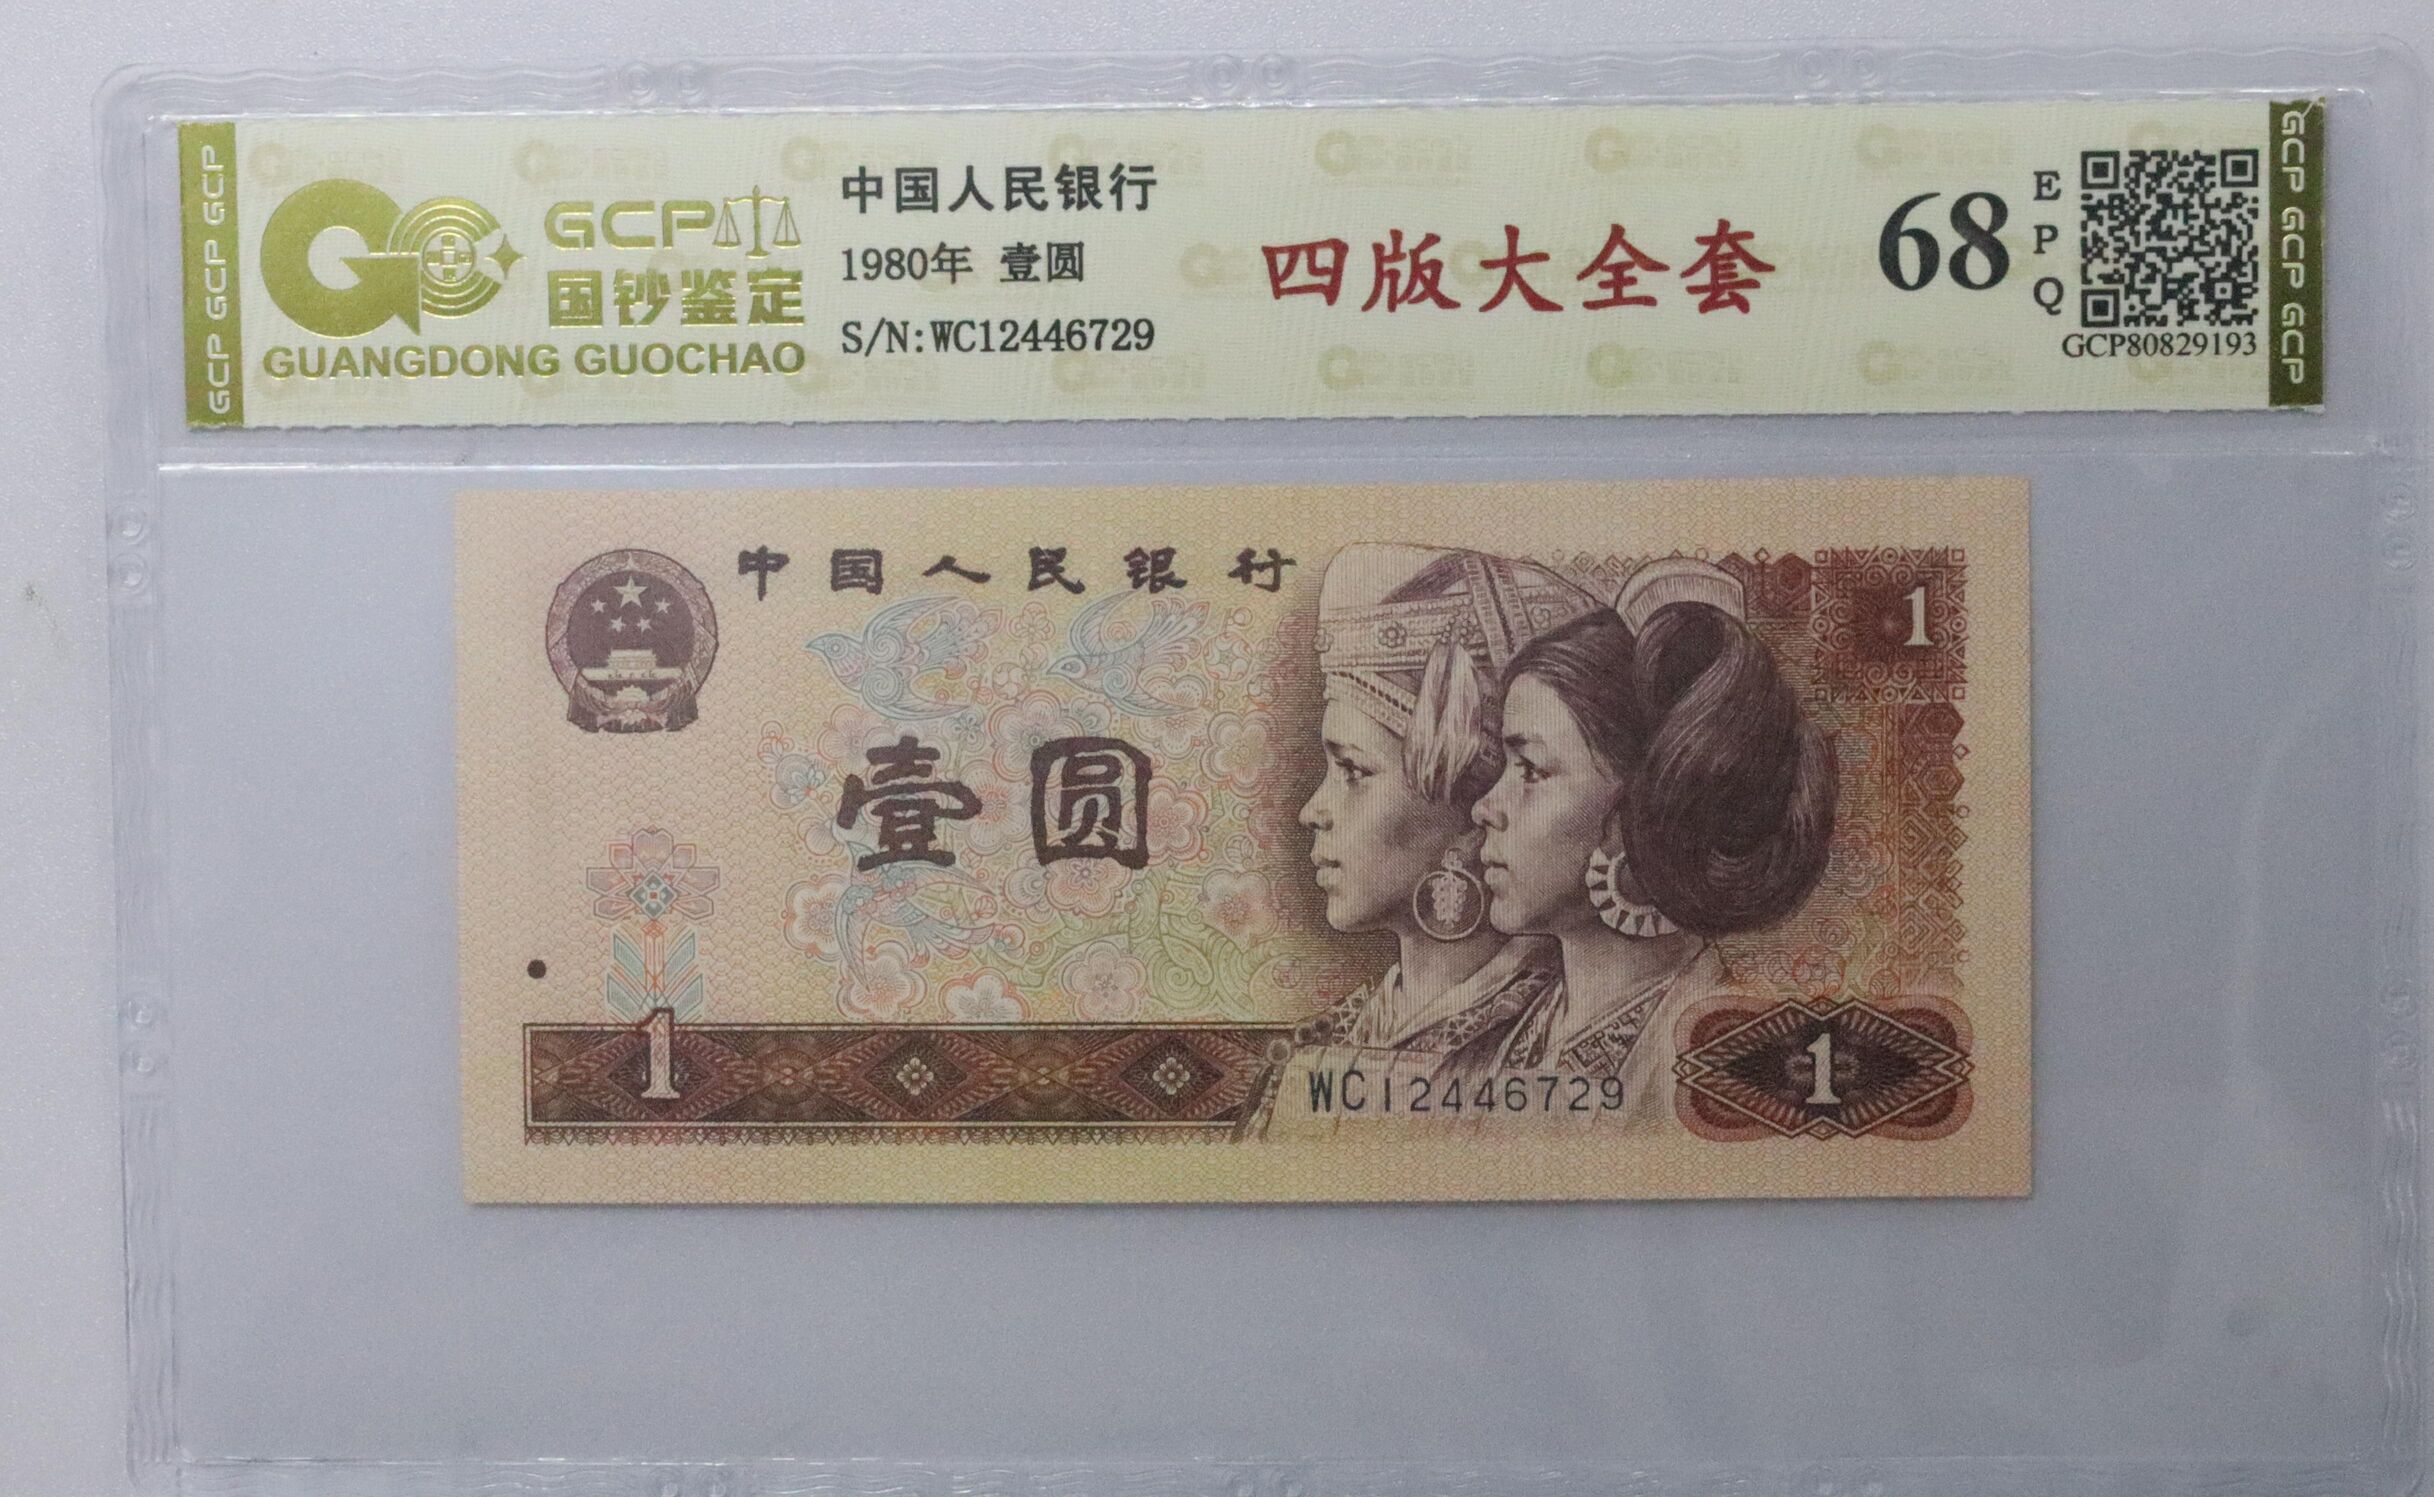 GCP GCP GCP
GCP
国钞鉴定
GUANGDONG GUOCHAO
中国人民银行
1980年 壹圆
S/N:WC12446729
四版大全套
68
EPQ
GCP80829193
GCP GCP GCP
中国人民银行
1
壹圆
1
WC12446729
1